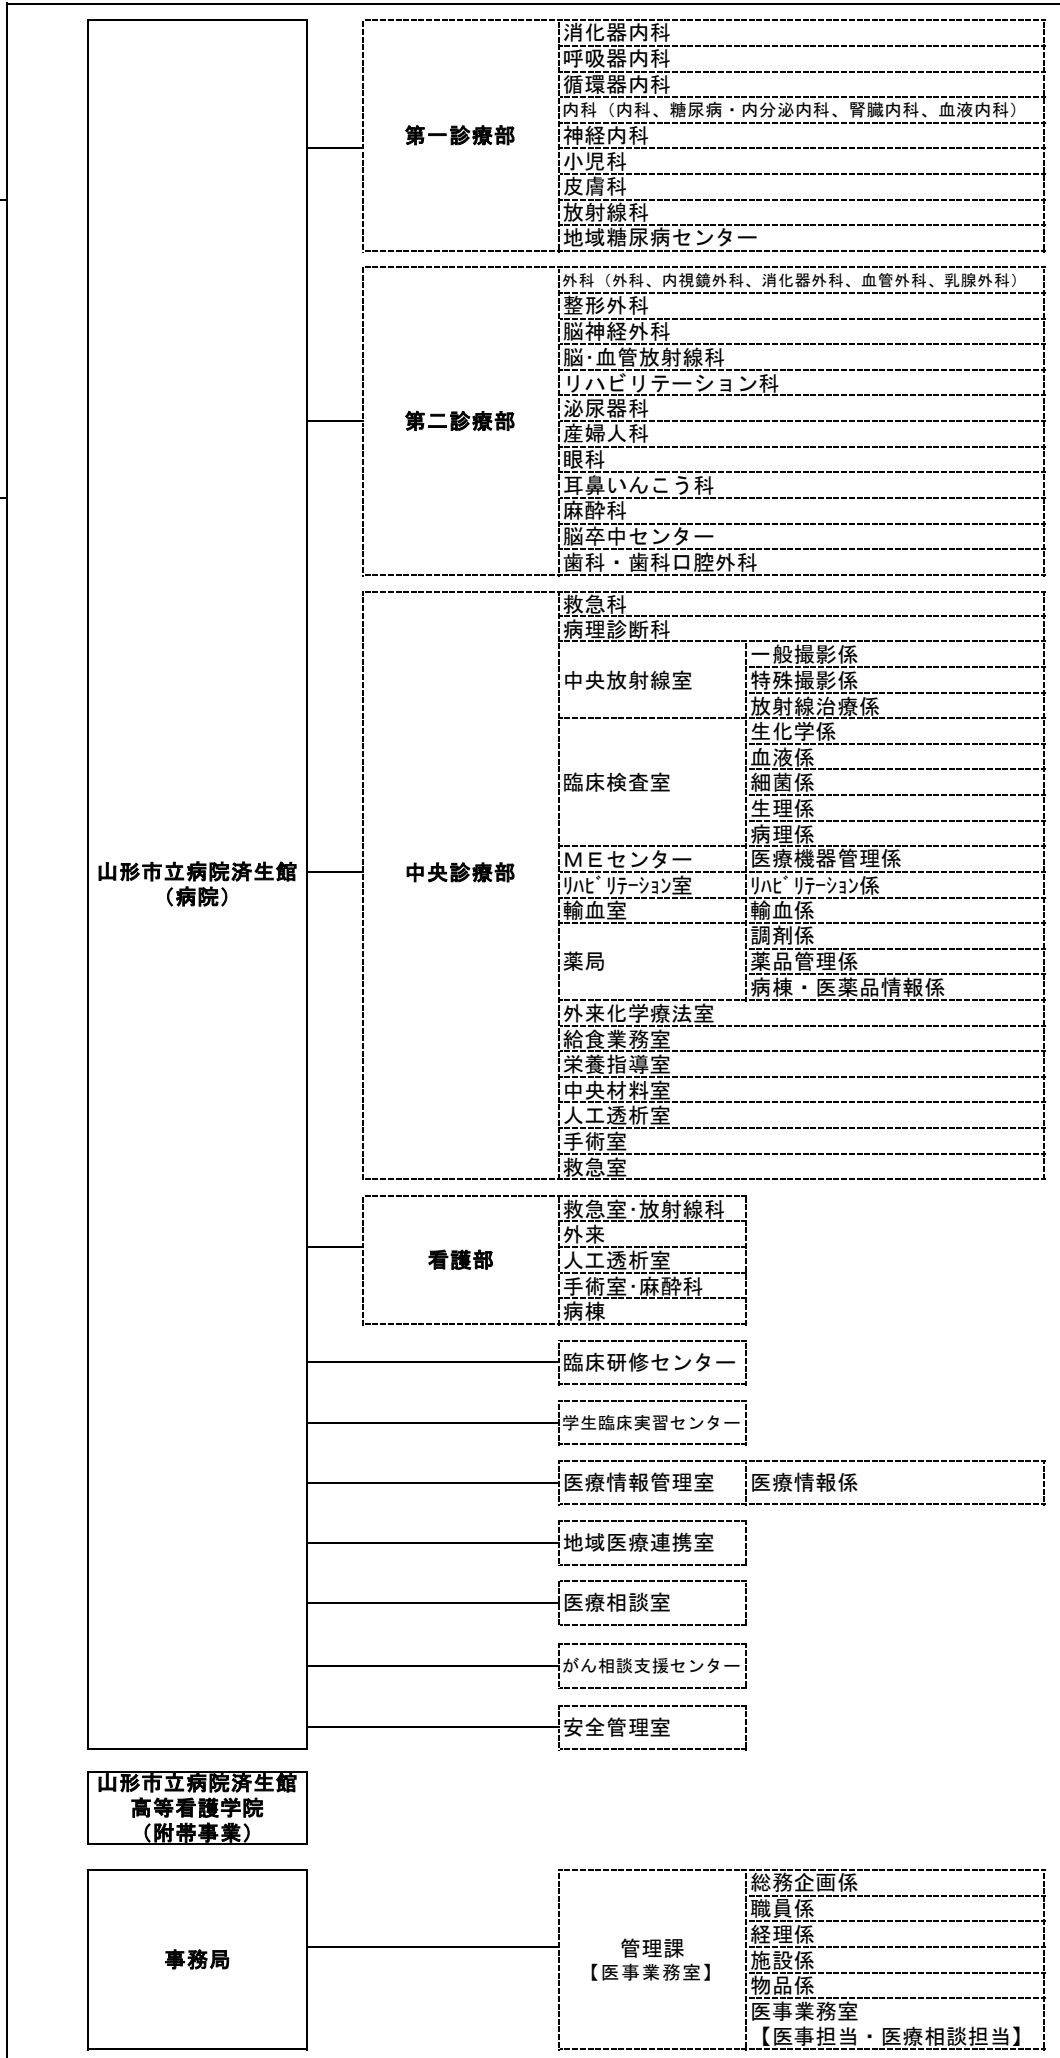 山形市立病院済生館
（病院）
第一診療部
消化器内科
呼吸器内科
循環器内科
内科（内科、糖尿病・内分泌内科、腎臓内科、血液内科）
神経内科
小児科
皮膚科
放射線科
地域糖尿病センター
第二診療部
外科（外科、内視鏡外科、消化器外科、血管外科、乳腺外科）
整形外科
脳神経外科
脳･血管放射線科
リハビリテーション科
泌尿器科
産婦人科
眼科
耳鼻いんこう科
麻酔科
脳卒中センター
歯科・歯科口腔外科
中央診療部
救急科
病理診断科
中央放射線室
一般撮影係
特殊撮影係
放射線治療係
臨床検査室
生化学係
血液係
細菌係
生理係
病理係
ＭＥセンター
医療機器管理係
ﾘﾊﾋﾞﾘﾃｰｼｮﾝ室
ﾘﾊﾋﾞﾘﾃｰｼｮﾝ係
輸血室
輸血係
薬局
調剤係
薬品管理係
病棟・医薬品情報係
外来化学療法室
給食業務室
栄養指導室
中央材料室
人工透析室
手術室
救急室
看護部
救急室･放射線科
外来
人工透析室
手術室･麻酔科
病棟
臨床研修センター
学生臨床実習センター
医療情報管理室
医療情報係
地域医療連携室
医療相談室
がん相談支援センター
安全管理室
山形市立病院済生館
高等看護学院
（附帯事業）
事務局
管理課
【医事業務室】
総務企画係
職員係
経理係
施設係
物品係
医事業務室
【医事担当・医療相談担当】